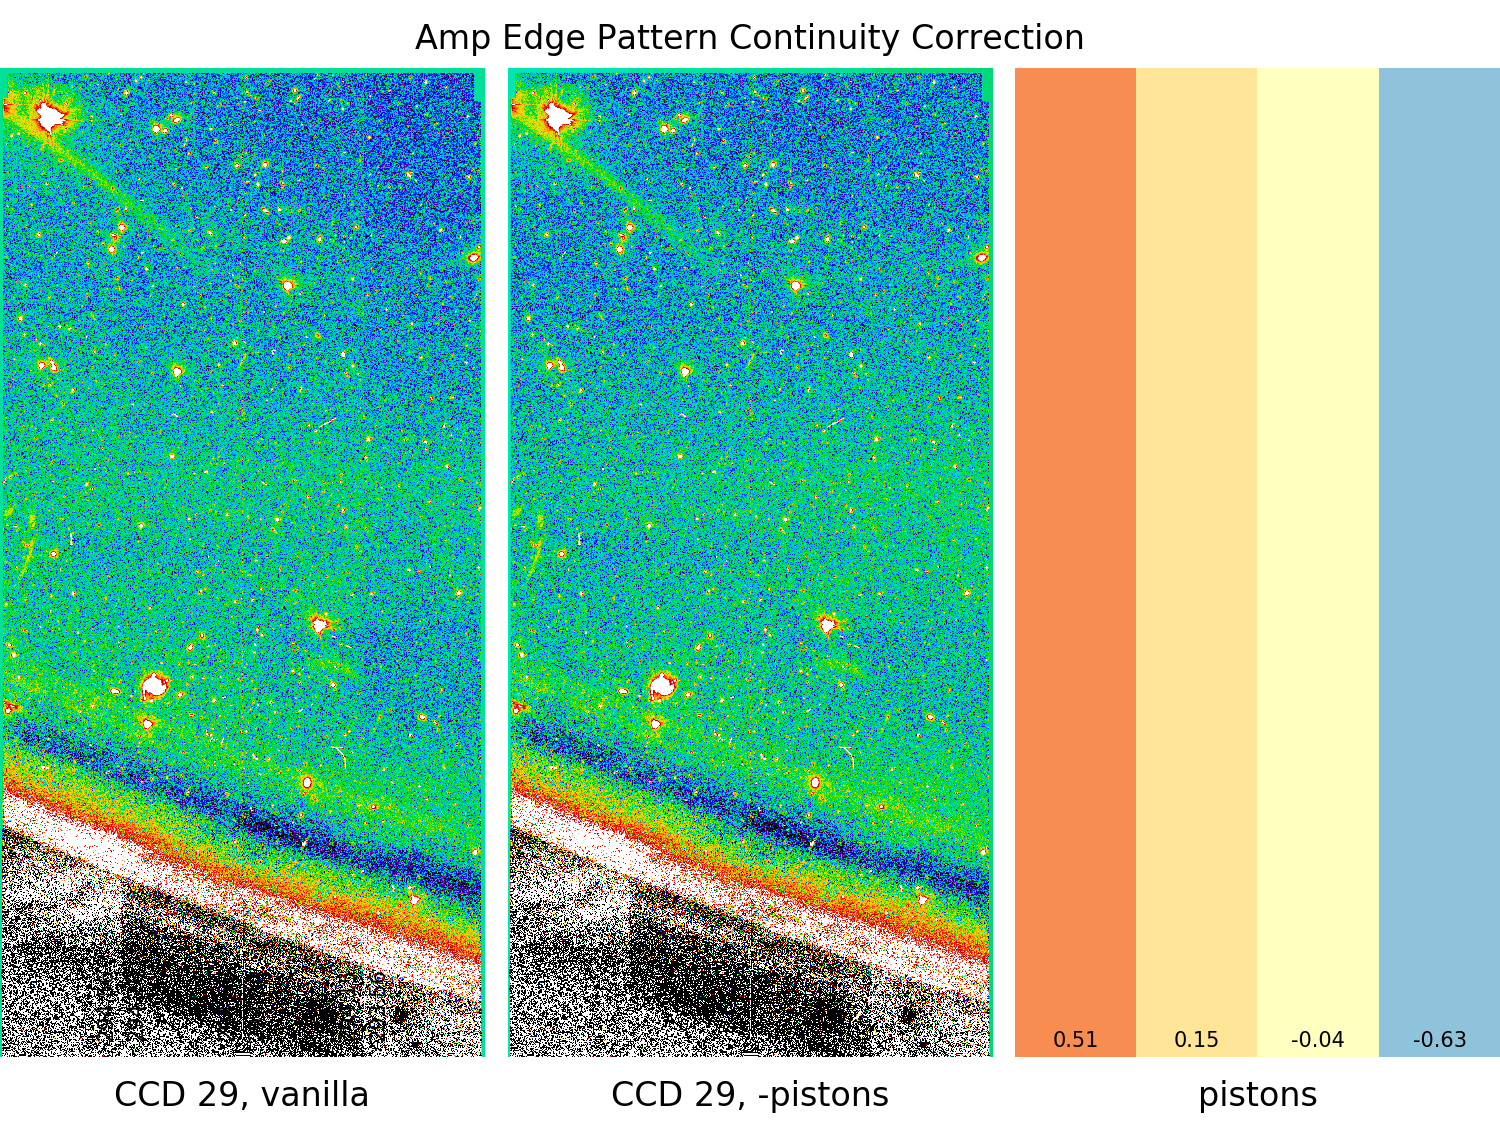 Amp Edge Pattern Continuity Correction
0.51 0.15 -0.04 -0.63
CCD 29, vanilla CCD 29, -pistons pistons